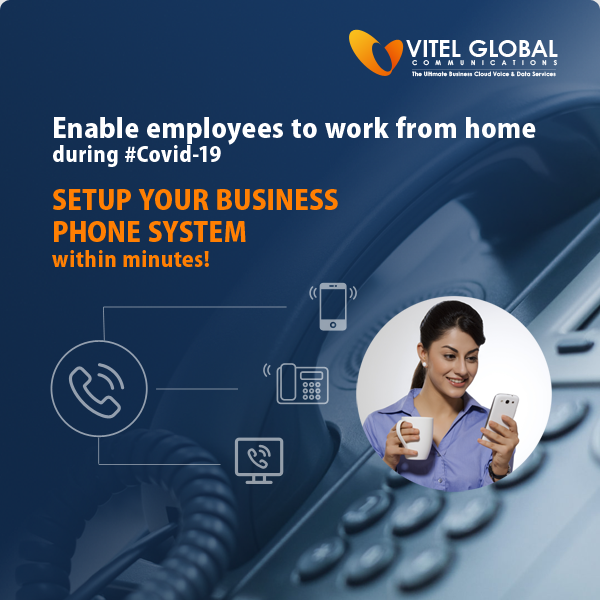 VITEL GLOBAL
COMMUNICATIONS
The Ultimate Business Cloud Voice & Data Services
Enable employees to work from home
during #Covid-19
SETUP YOUR BUSINESS
PHONE SYSTEM
within minutes!